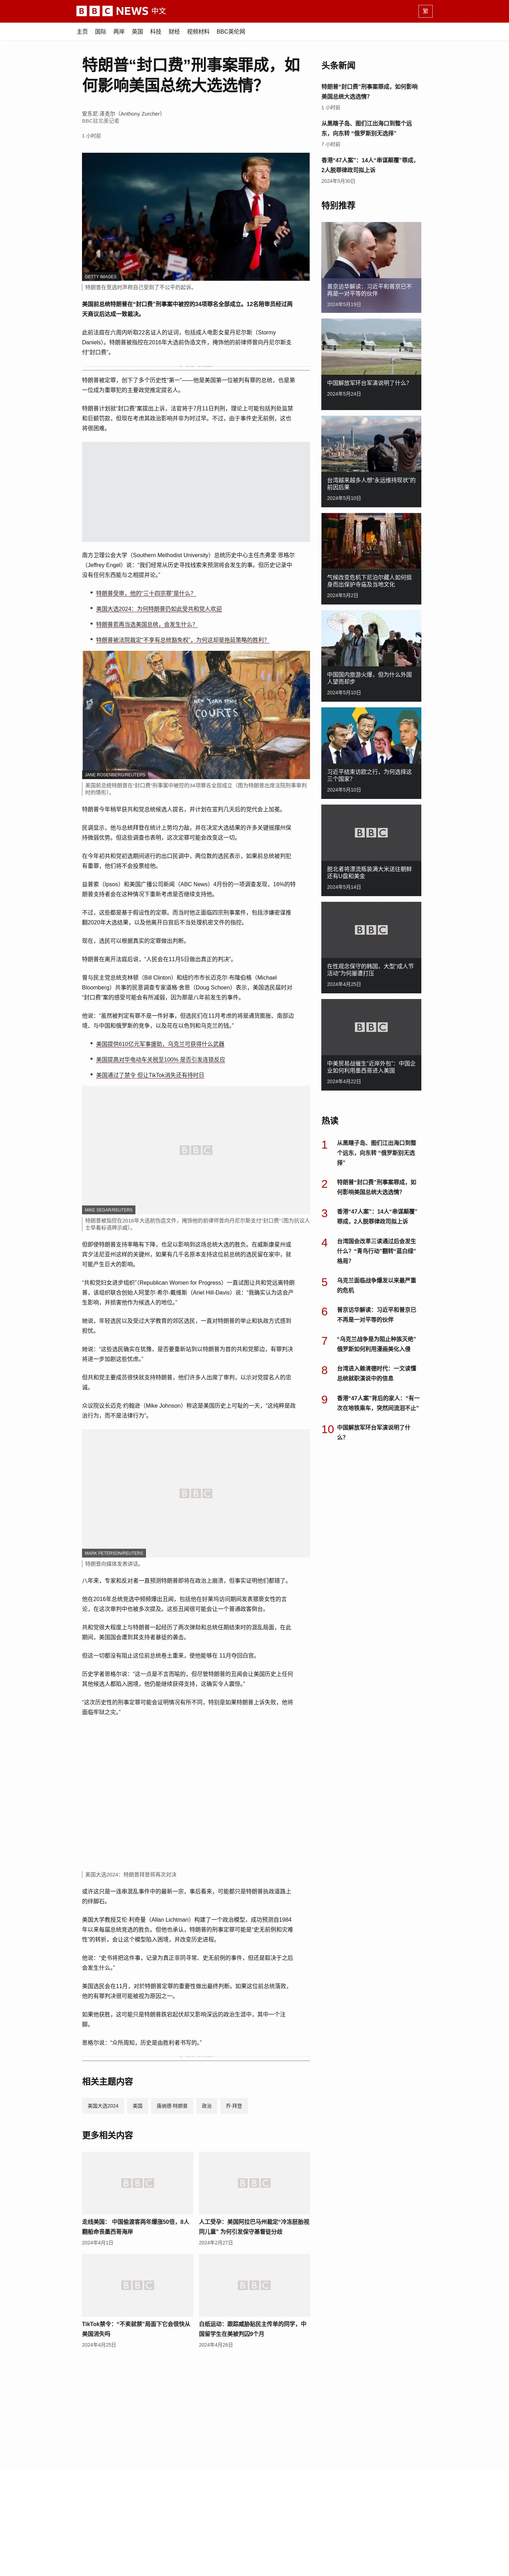 BBC NEWS 中文
繁
主页 国际 两岸 英国 科技 财经 视频材料 BBC英伦网
特朗普“封口费”刑事案罪成，如
何影响美国总统大选选情？
安东尼·泽克尔（Anthony Zurcher）
BBC驻北美记者
1 小时前
GETTY IMAGES
特朗普在竞选时声称自己受到了不公平的起诉。
美国前总统特朗普在“封口费”刑事案中被控的34项罪名全部成立。12名陪审员经过两
天商议后达成一致裁决。
此前法庭在六周内听取22名证人的证词，包括成人电影女星丹尼尔斯（Stormy
Daniels）。特朗普被指控在2016年大选前伪造文件，掩饰他的前律师曾向丹尼尔斯支
付“封口费”。
特朗普被定罪，创下了多个历史性“第一”——他是美国第一位被判有罪的总统，也是第
一位成为重罪犯的主要政党推定提名人。
特朗普计划就“封口费”案提出上诉，法官将于7月11日判刑，理论上可能包括判处监禁
和巨额罚款，但现在考虑其政治影响并非为时过早。不过，由于事件史无前例，这也
将很困难。
南方卫理公会大学（Southern Methodist University）总统历史中心主任杰弗里·恩格尔
（Jeffrey Engel）说：“我们经常从历史寻找线索来预测将会发生的事。但历史记录中
没有任何东西能与之相提并论。”
特朗普受审，他的“三十四宗罪”是什么？
美国大选2024：为何特朗普仍如此受共和党人欢迎
特朗普若再当选美国总统，会发生什么？
特朗普被法院裁定“不享有总统豁免权”，为何这却是拖延策略的胜利？
JANE ROSENBERG/REUTERS
美国前总统特朗普在“封口费”刑事案中被控的34项罪名全部成立（图为特朗普出席法院刑事审判
时的情形）。
特朗普今年稍早获共和党总统候选人提名，并计划在宣判几天后的党代会上加冕。
民调显示，他与总统拜登在统计上势均力敌，并在决定大选结果的许多关键摇摆州保
持微弱优势。但这些调查也表明，这次定罪可能会改变这一切。
在今年初共和党初选期间进行的出口民调中，两位数的选民表示，如果前总统被判犯
有重罪，他们将不会投票给他。
益普索（Ipsos）和美国广播公司新闻（ABC News）4月份的一项调查发现，16%的特
朗普支持者会在这种情况下重新考虑是否继续支持他。
不过，这些都是基于假设性的定罪。而当时他正面临四宗刑事案件，包括涉嫌密谋推
翻2020年大选结果，以及他离开白宫后不当处理机密文件的指控。
现在，选民可以根据真实的定罪做出判断。
特朗普在离开法庭后说，“人民会在11月5日做出真正的判决”。
曾与民主党总统克林顿（Bill Clinton）和纽约市市长迈克尔·布隆伯格（Michael
Bloomberg）共事的民意调查专家道格·舍恩（Doug Schoen）表示，美国选民届时对
“封口费”案的感受可能会有所减弱，因为那是八年前发生的事件。
他说：“虽然被判定有罪不是一件好事，但选民们在11月考虑的将是通货膨胀、南部边
境、与中国和俄罗斯的竞争，以及花在以色列和乌克兰的钱。”
美国提供610亿元军事援助，乌克兰可获得什么武器
美国提高对华电动车关税至100% 是否引发连锁反应
美国通过了禁令 但让TikTok消失还有待时日
MIKE SEGAR/REUTERS
特朗普被指控在2016年大选前伪造文件，掩饰他的前律师曾向丹尼尔斯支付“封口费”（图为抗议人
士举着标语牌示威）。
但即使特朗普支持率略有下降，也足以影响到这场总统大选的胜负。在威斯康星州或
宾夕法尼亚州这样的关键州，如果有几千名原本支持这位前总统的选民留在家中，就
可能产生巨大的影响。
“共和党妇女进步组织”（Republican Women for Progress）一直试图让共和党远离特朗
普，该组织联合创始人阿里尔·希尔-戴维斯（Ariel Hill-Davis）说：“我确实认为这会产
生影响，并损害他作为候选人的地位。”
她说，年轻选民以及受过大学教育的郊区选民，一直对特朗普的举止和执政方式感到
担忧。
她说：“这些选民确实在犹豫，是否要重新站到以特朗普为首的共和党那边，有罪判决
将进一步加剧这些忧虑。”
但共和党主要成员很快就支持特朗普，他们许多人出席了审判，以示对党提名人的忠
诚。
众议院议长迈克·约翰逊（Mike Johnson）称这是美国历史上可耻的一天，“这纯粹是政
治行为，而不是法律行为”。
MARK PETERSON/REUTERS
特朗普向媒体发表讲话。
八年来，专家和反对者一直预测特朗普即将在政治上崩溃，但事实证明他们都错了。
他在2016年总统竞选中频频爆出丑闻，包括他在好莱坞访问期间发表猥亵女性的言
论，在这次审判中也被多次提及。这些丑闻很可能会让一个普通政客倒台。
共和党很大程度上与特朗普一起经历了两次弹劾和总统任期结束时的混乱局面，在此
期间，美国国会遭到其支持者暴徒的袭击。
但这一切都没有阻止这位前总统卷土重来，使他能够在 11月夺回白宫。
历史学者恩格尔说：“这一点是不言而喻的，但尽管特朗普的丑闻会让美国历史上任何
其他候选人都陷入困境，他仍能继续获得支持，这确实令人震惊。”
“这次历史性的刑事定罪可能会证明情况有所不同，特别是如果特朗普上诉失败，他将
面临牢狱之灾。”
美国大选2024：特朗普拜登将再次对决
或许这只是一连串混乱事件中的最新一宗，事后看来，可能都只是特朗普执政道路上
的绊脚石。
美国大学教授艾伦·利奇曼（Allan Lichtman）构建了一个政治模型，成功预测自1984
年以来每届总统竞选的胜负。但他也承认，特朗普的刑事定罪可能是“史无前例和灾难
性”的转折，会让这个模型陷入困境，并改变历史进程。
他说：“史书将把这件事，记录为真正非同寻常、史无前例的事件，但还是取决于之后
会发生什么。”
美国选民会在11月，对於特朗普定罪的重要性做出最终判断。如果这位前总统落败，
他的有罪判决很可能被视为原因之一。
如果他获胜，这可能只是特朗普跌宕起伏却又影响深远的政治生涯中，其中一个注
脚。
恩格尔说：“众所周知，历史是由胜利者书写的。”
相关主题内容
美国大选2024 美国 唐纳德·特朗普 政治 乔·拜登
更多相关内容
走线美国： 中国偷渡客两年爆涨50倍，8人
翻船命丧墨西哥海岸
2024年4月1日
人工受孕：美国阿拉巴马州裁定“冷冻胚胎视
同儿童” 为何引发保守基督徒分歧
2024年2月27日
TikTok禁令：“不卖就禁”局面下它会很快从
美国消失吗
2024年4月25日
白纸运动：跟踪威胁贴民主传单的同学，中
国留学生在美被判囚9个月
2024年4月26日
头条新闻
特朗普“封口费”刑事案罪成，如何影响
美国总统大选选情？
1 小时前
从黑瞎子岛、图们江出海口到整个远
东，向东转 “俄罗斯别无选择”
7 小时前
香港“47人案”：14人“串谋颠覆”罪成，
2人脱罪律政司拟上诉
2024年5月30日
特别推荐
普京访华解读：习近平和普京已不
再是一对平等的伙伴
2024年5月19日
中国解放军环台军演说明了什么？
2024年5月24日
台湾越来越多人想“永远维持现状”的
前因后果
2024年5月10日
气候改变危机下尼泊尔藏人如何挺
身而出保护寺庙及当地文化
2024年5月2日
中国国内旅游火爆，但为什么外国
人望而却步
2024年5月10日
习近平结束访欧之行，为何选择这
三个国家？
2024年5月10日
BBC
脱北者将漂流瓶装满大米送往朝鲜
还有U盘和美金
2024年5月14日
BBC
在性观念保守的韩国，大型“成人节
活动”为何屡遭打压
2024年4月25日
BBC
中美贸易战催生“近岸外包”：中国企
业如何利用墨西哥进入美国
2024年4月22日
热读
1 从黑瞎子岛、图们江出海口到整
个远东，向东转 “俄罗斯别无选
择”
2 特朗普“封口费”刑事案罪成，如
何影响美国总统大选选情？
3 香港“47人案”：14人“串谋颠覆”
罪成，2人脱罪律政司拟上诉
4 台湾国会改革三读通过后会发生
什么？“青鸟行动”翻转“蓝白绿”
格局？
5 乌克兰面临战争爆发以来最严重
的危机
6 普京访华解读：习近平和普京已
不再是一对平等的伙伴
7 “乌克兰战争是为阻止种族灭绝”
俄罗斯如何利用漫画美化入侵
8 台湾进入赖清德时代：一文读懂
总统就职演说中的信息
9 香港“47人案”背后的家人：“有一
次在地铁乘车，突然间流泪不止”
10 中国解放军环台军演说明了什
么？